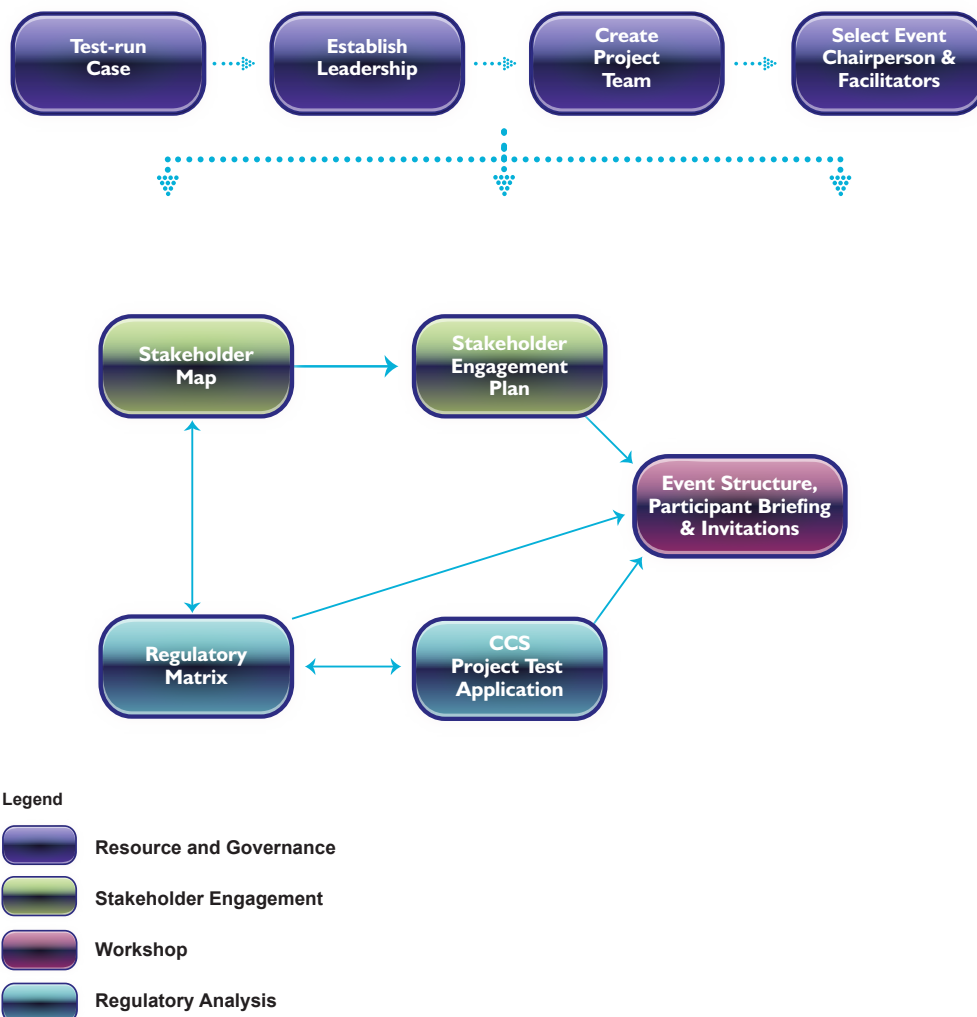 Test-run
Case
Establish
Leadership
Create
Project
Team
Select Event
Chairperson &
Facilitators
Stakeholder
Map
Stakeholder
Engagement
Plan
Event Structure,
Participant Briefing
& Invitations
Regulatory
Matrix
CCS
Project Test
Application
Legend
Resource and Governance
Stakeholder Engagement
Workshop
Regulatory Analysis